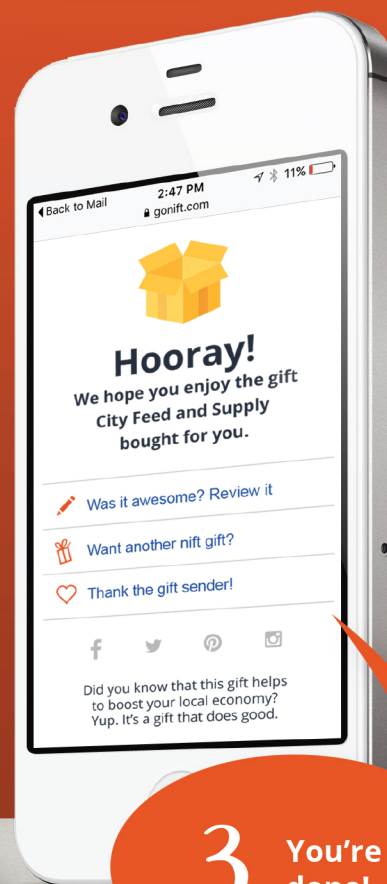 Back to Mail 2:47 PM 11%
gonift.com
Hooray!
We hope you enjoy the gift
City Feed and Supply
bought for you.
Was it awesome? Review it
Want another nift gift?
Thank the gift sender!
Did you know that this gift helps
to boost your local economy?
Yup. It's a gift that does good.
3 You're
done!